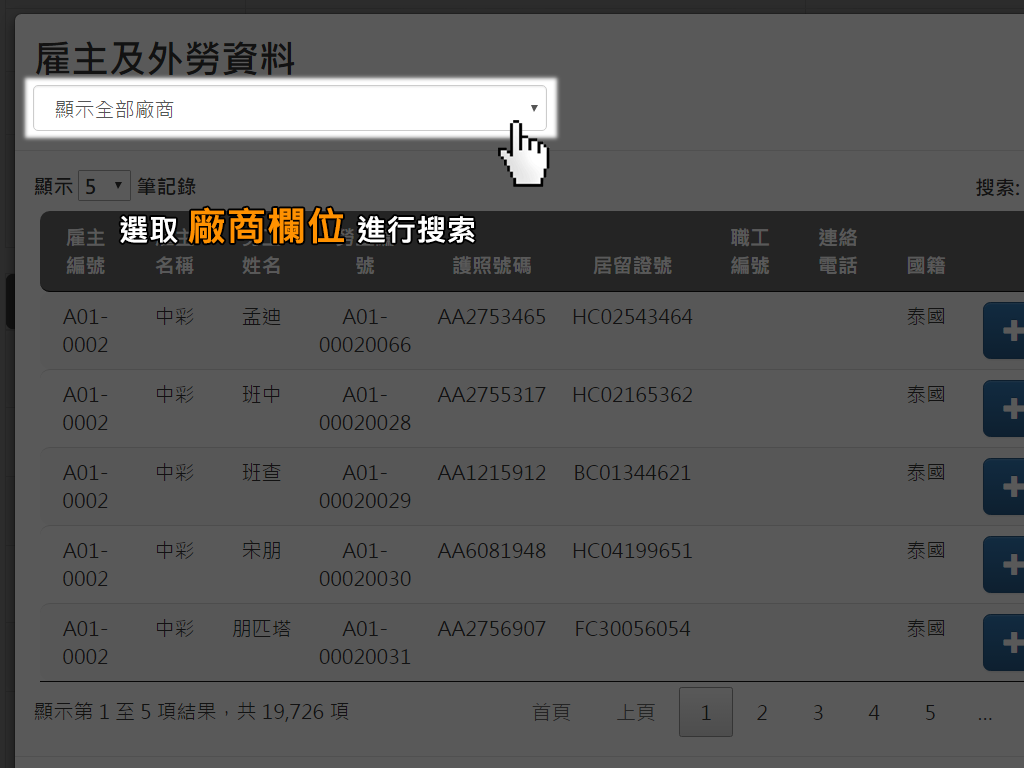 雇主及外勞資料
顯示全部廠商
顯示 5 筆記錄
搜索:
選取 廠商欄位 進行搜索
雇主編號 名稱 姓名 號 護照號碼 居留證號 職工編號 連絡電話 國籍
A01-0002 中彩 孟迪 A01-00020066 AA2753465 HC02543464 泰國
A01-0002 中彩 班中 A01-00020028 AA2755317 HC02165362 泰國
A01-0002 中彩 班查 A01-00020029 AA1215912 BC01344621 泰國
A01-0002 中彩 宋朋 A01-00020030 AA6081948 HC04199651 泰國
A01-0002 中彩 朋匹塔 A01-00020031 AA2756907 FC30056054 泰國
顯示第 1 至 5 項結果，共 19,726 項
首頁 上頁 1 2 3 4 5 ...